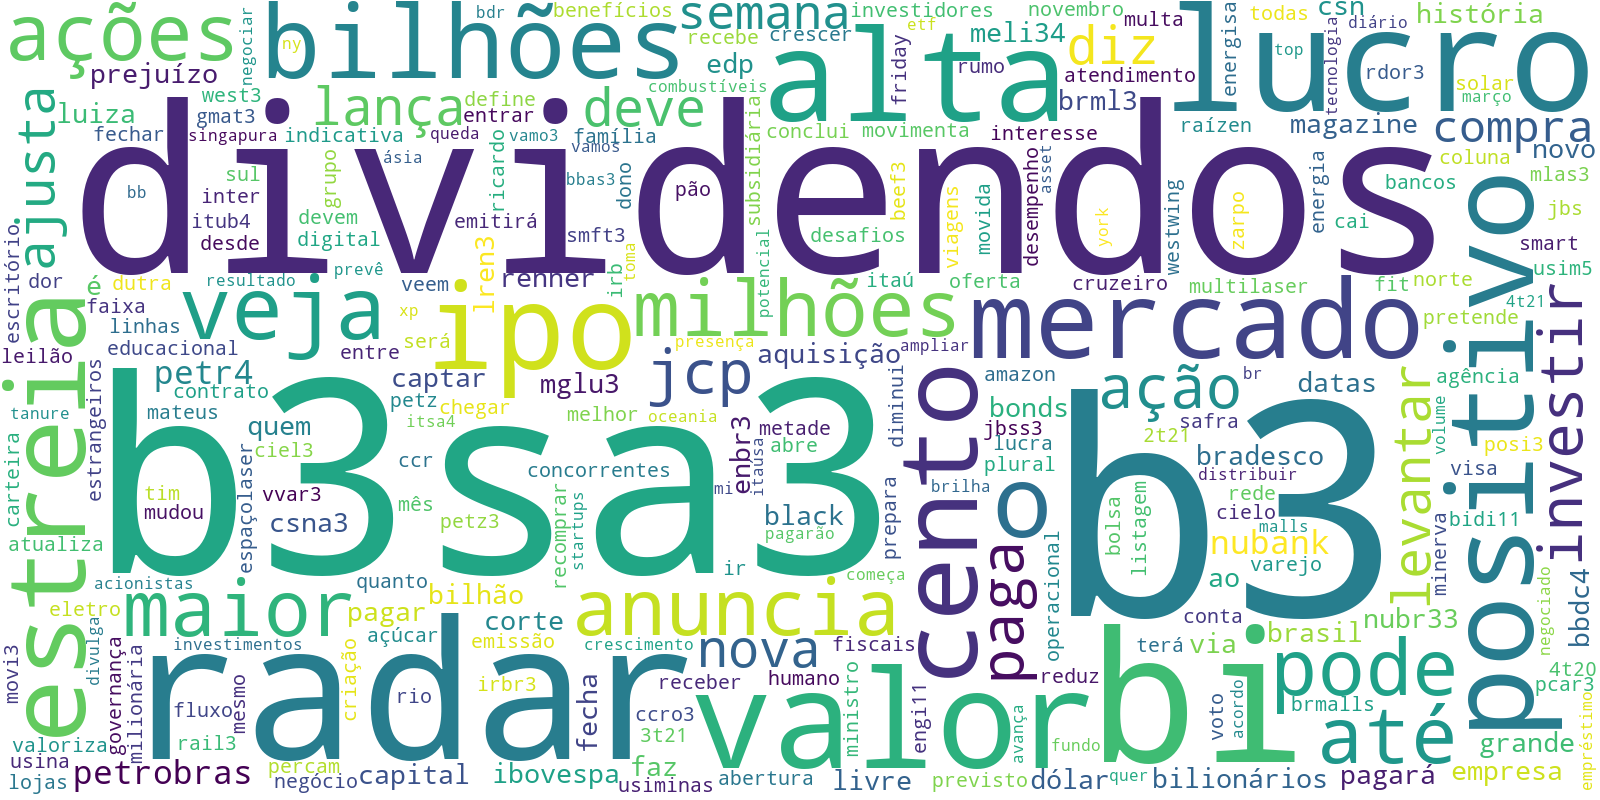 ações
bilhões
semana
alta
lucro
dividendos
b3sa3
b3
radar
valor
bi
positivo
estreia
cento
mercado
ipo
milhões
veja
jcp
ação
o
anuncia
maior
nova
pode
até
paga
investir
levantar
compra
diz
deve
lança
ajusta
negociar
bdr
ny
benefícios
recebe
investidores
crescer
etf
novembro
meli34
multa
todas
csn
diário
história
prejuízo
edp
friday
rumo
atendimento
energisa
top
tecnologia
rdor3
solar
março
luiza
west3
gmat3
define
entrar
combustíveis
brml3
fechar
singapura
indicativa
queda
vamo3
família
vamos
subsidiária
conclui
movimenta
interesse
raízen
magazine
novo
ásia
bb
sul
inter
grupo
ricardo
bbas3
dono
pão
beef3
desempenho
asset
energia
coluna
bancos
mlas3
itub4
devem
emitirá
viagens
movida
york
westwing
zarpo
cai
jbs
escritório
desde
digital
smft3
desafios
smart
dor
é
dutra
resultado
prevê
veem
lren3
renner
irb
toma
potencial
itaú
oferta
cruzeiro
multilaser
fit
norte
usim5
faixa
xp
4t21
linhas
será
pretende
leilão
educacional
entre
presença
aquisição
ampliar
estrangeiros
petr4
captar
mglu3
diminui
amazon
br
datas
agência
contrato
petz
chegar
tanure
mateus
itsa4
melhor
oceania
metade
bonds
safra
volume
carteira
quem
enbr3
abre
jbss3
lucra
2t21
posi3
ciel3
ccr
concorrentes
itaúsa
plural
bradesco
visa
espaçolaser
tim
vvar3
mi
brilha
distribuir
mudou
mês
startups
prepara
rede
csna3
petz3
black
listagem
bolsa
cielo
bidi11
atualiza
recomprar
pagarão
malls
nubank
minerva
varejo
acionistas
quanto
ir
começa
ao
bbdc4
negociado
bilhão
operacional
eletro
pagar
conta
nubr33
divulgar
açúcar
corte
emissão
brasil
movi3
governança
investimentos
crescimento
fiscais
terá
via
milionária
criação
irbr3
receber
humano
reduz
4t20
mesmo
rio
fecha
ministro
engi11
pcar3
fluxo
ccro3
voto
acordo
brmalls
empréstimo
valoriza
rail3
3t21
avança
fundo
grande
usina
percam
faz
lojas
petrobras
negócio
capital
ibovespa
usiminas
abertura
livre
previsto
dólar
quer
bilionários
pagará
empresa